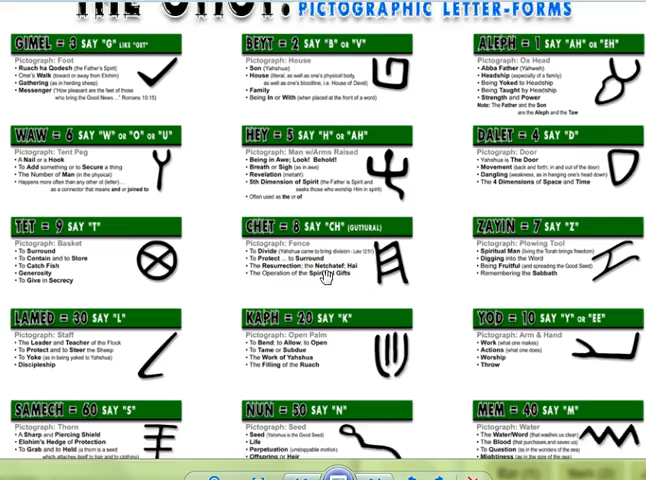 PICTOGRAPHIC LETTER-FORMS
GIMEL = 3 SAY "G" LIKE "GET"
Pictograph: Foot
• Ruach ha Qodesh (the Father's Spirit)
• One's Walk (toward or away from Elohim)
• Gathering (as in herding sheep)
• Messenger ("How pleasant are the feet of those
who bring the Good News..." Romans 10:15)
BEYT = 2 SAY "B" OR "V"
Pictograph: House
• Son (Yahshua)
• House (literal, as well as one's physical body,
as well as one's bloodline, i.e. House of David)
• Family
• Being In or With (when placed at the front of a word)
ALEPH = 1 SAY "AH" OR "EH"
Pictograph: Ox Head
• Abba Father (Yahweh)
• Headship (especially of a family)
• Being Yoked to Headship
• Being Taught by Headship
• Strength and Power
Note: The Father and the Son
are the Aleph and the Taw
WAW = 6 SAY "W" OR "O" OR "U"
Pictograph: Tent Peg
• A Nail or a Hook
• To Add something or to Secure a thing
• The Number of Man (in the physical)
• Happens more often than any other ot (letter)...
as a connector that means and or joined to
HEY = 5 SAY "H" OR "AH"
Pictograph: Man w/Arms Raised
• Being in Awe; Look! Behold!
• Breath or Sigh (as in awe)
• Revelation (meitah!)
• 5th Dimension of Spirit (the Father is Spirit and
seeks those who worship Him in spirit)
• Often used as the or of
DALET = 4 SAY "D"
Pictograph: Door
• Yahshua is The Door
• Movement (back and forth; in and out of the door)
• Dangling (weakness, as in hanging one's head down)
• The 4 Dimensions of Space and Time
TET = 9 SAY "T"
Pictograph: Basket
• To Surround
• To Contain and to Store
• To Catch Fish
• Generosity
• To Give in Secrecy
CHET = 8 SAY "CH" (GUTTURAL)
Pictograph: Fence
• To Divide (Yahshua came to bring division - Luke 12:51)
• To Protect ... to Surround
• The Resurrection; the Netchatef; Hai
• The Operation of the Spiritual Gifts
ZAYIN = 7 SAY "Z"
Pictograph: Plowing Tool
• Spiritual Man (living the Torah brings freedom)
• Digging into the Word
• Being Fruitful (and spreading the Good Seed)
• Remembering the Sabbath
LAMED = 30 SAY "L"
Pictograph: Staff
• The Leader and Teacher of the Flock
• To Protect and to Steer the Sheep
• To Yoke (as in being yoked to Yahshua)
• Discipleship
KAPH = 20 SAY "K"
Pictograph: Open Palm
• To Bend; to Allow; to Open
• To Tame or Subdue
• The Work of Yahshua
• The Filling of the Ruach
YOD = 10 SAY "Y" OR "EE"
Pictograph: Arm & Hand
• Work (what one makes)
• Actions (what one does)
• Worship
• Throw
SAMECH = 60 SAY "S"
Pictograph: Thorn
• A Sharp and Piercing Shield
• Elohim's Hedge of Protection
• To Grab and to Hold (a thorn is a seed
which attaches itself to hair and to clothing)
NUN = 50 SAY "N"
Pictograph: Seed
• Seed (Yahshua is the Good Seed)
• Life
• Perpetuation (unstoppable motion)
• Offspring or Heir
MEM = 40 SAY "M"
Pictograph: Water
• The Water/Word (that washes us clean)
• The Blood (that purchases and saves us)
• To Question (as in the wonders of the sea)
• Mightiness (as in the size of the sea)